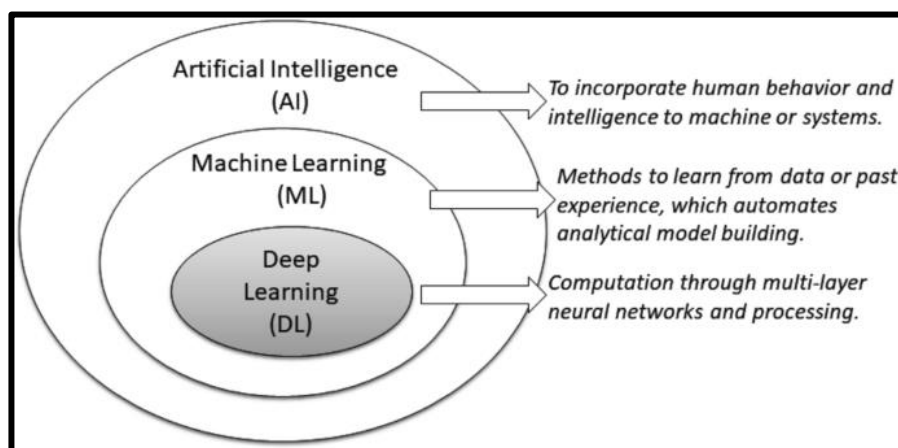 Artificial Intelligence
(AI)
To incorporate human behavior and
intelligence to machine or systems.
Machine Learning
(ML)
Methods to learn from data or past
experience, which automates
analytical model building.
Deep
Learning
(DL)
Computation through multi-layer
neural networks and processing.